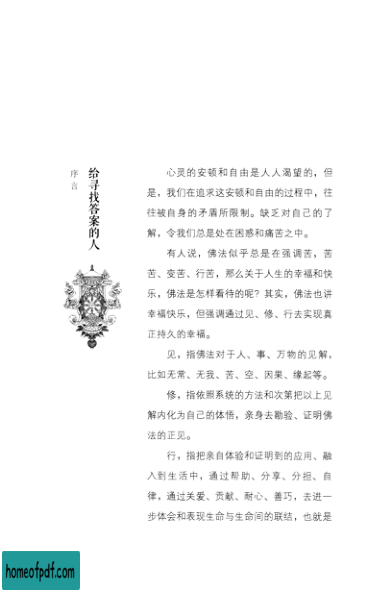 序言
给寻找答案的人
心灵的安顿和自由是人人渴望的，但
是，我们在追求这安顿和自由的过程中，往
往被自身的矛盾所限制。缺乏对自己的了
解，令我们总是处在困惑和痛苦之中。
有人说，佛法似乎总是在强调苦，苦
苦、变苦、行苦，那么关于人生的幸福和快
乐，佛法是怎样看待的呢？其实，佛法也讲
幸福快乐，但强调通过见、修、行去实现真
正持久的幸福。
见，指佛法对于人、事、万物的见解，
比如无常、无我、苦、空、因果、缘起等。
修，指依照系统的方法和次第把以上见
解内化为自己的体悟，亲身去勘验、证明佛
法的正见。
行，指把亲自体验和证明到的应用、融
入到生活中，通过帮助、分享、分担、自
律，通过关爱、贡献、耐心、善巧，去进一
步体会和表现生命与生命间的联结，也就是
homeofpdf.com